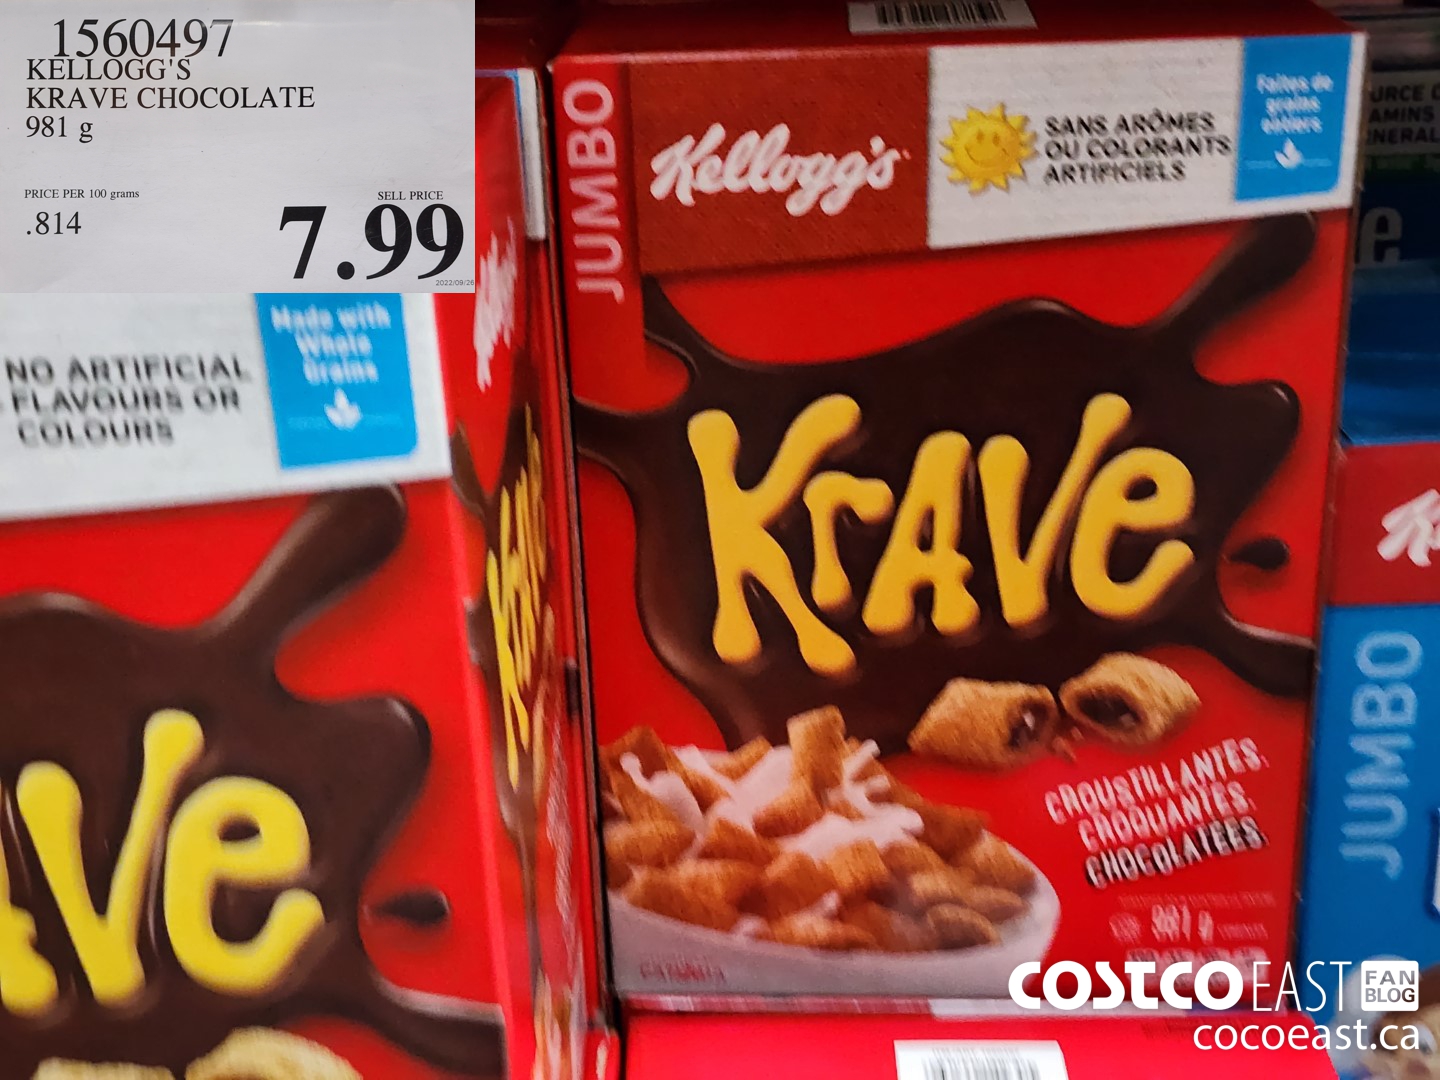 1560497
KELLOGG'S
KRAVE CHOCOLATE
981 g
PRICE PER 100 grams
.814
SELL PRICE
7.99
2022/09/26
Made with
Whole
Grains
NO ARTIFICIAL
FLAVOURS OR
COLOURS
JUMBO
Kellogg's
SANS ARÔMES
OU COLORANTS
ARTIFICIELS
Faites de
grains
entiers
Krave
CROUSTILLANTES.
CROQUANTES.
CHOCOLATÉES.
981 g
JUMBO
COSTCO EAST FAN BLOG
cocoeast.ca